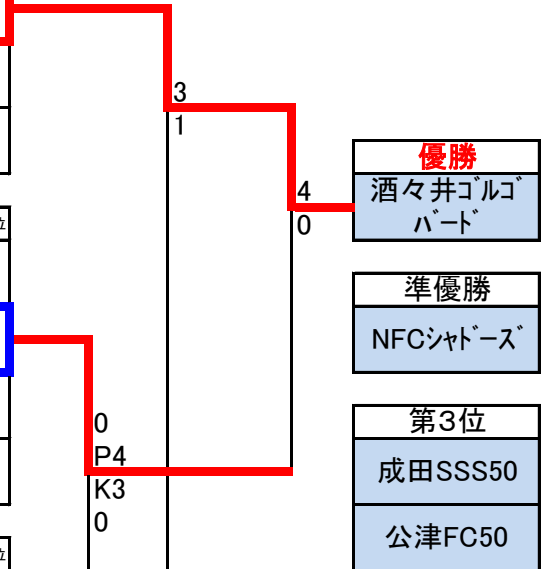 3
1
優勝
酒々井ｺﾞﾙｺﾞ
ﾊﾞｰﾄﾞ
4
0
位
準優勝
NFCｼｬﾄﾞｰｽﾞ
第3位
成田SSS50
公津FC50
0
P4
K3
0
位